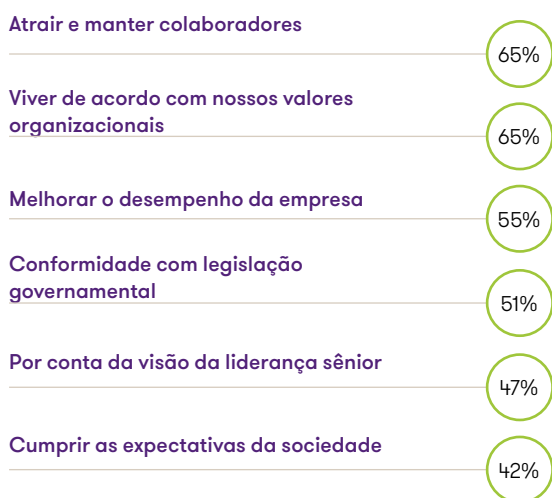 Atrair e manter colaboradores
65%
Viver de acordo com nossos valores
organizacionais
65%
Melhorar o desempenho da empresa
55%
Conformidade com legislação
governamental
51%
Por conta da visão da liderança sênior
47%
Cumprir as expectativas da sociedade
42%